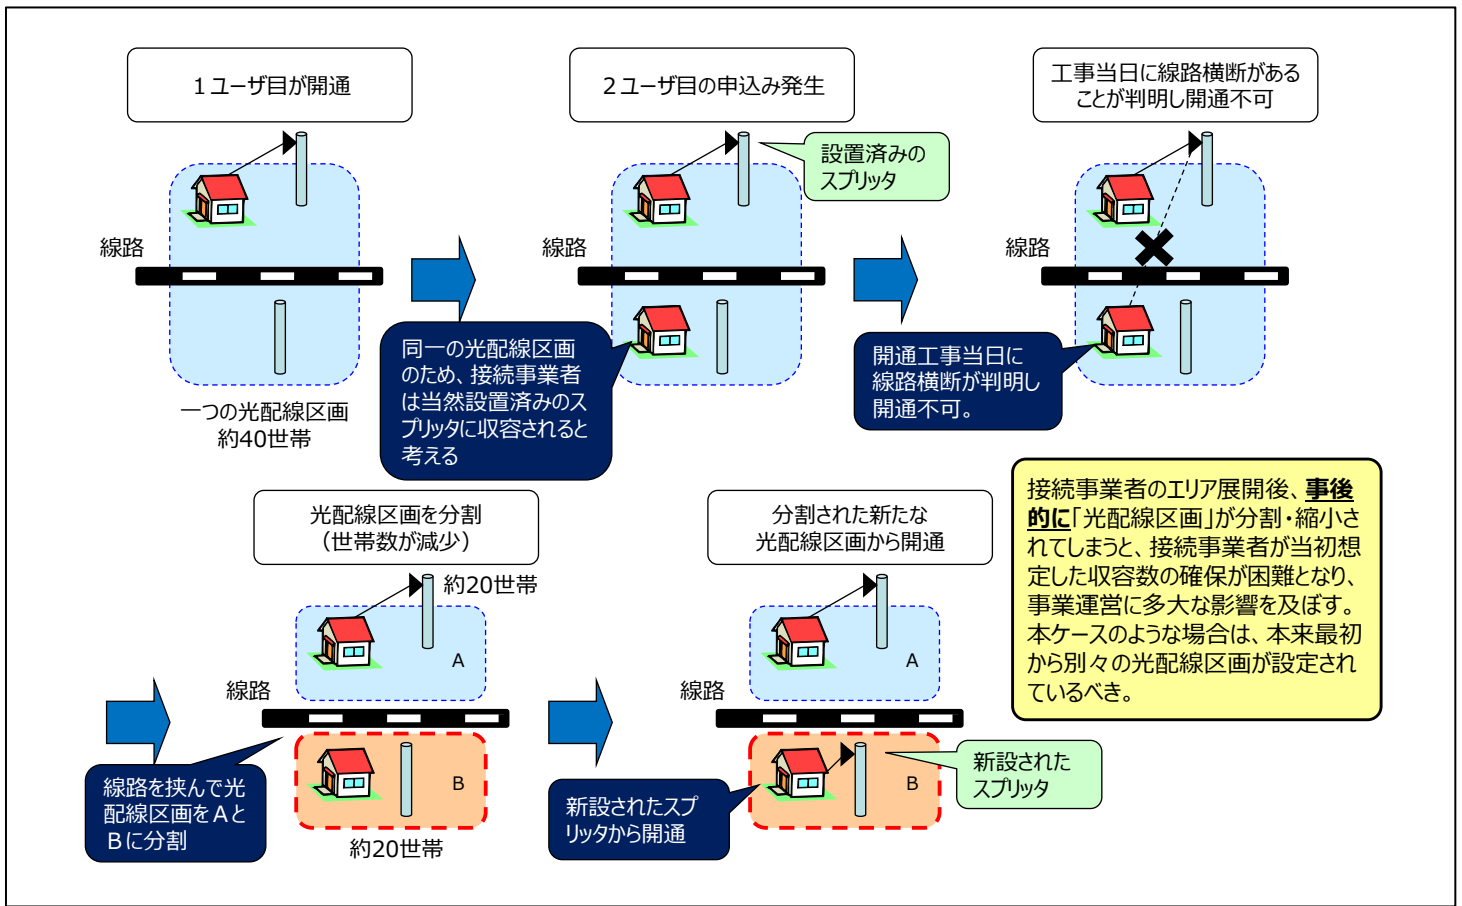 1ユーザ目が開通
線路
一つの光配線区画
約40世帯
2ユーザ目の申込み発生
設置済みの
スプリッタ
線路
同一の光配線区画
のため、接続事業者
は当然設置済みのス
プリッタに収容されると
考える
工事当日に線路横断がある
ことが判明し開通不可
線路
開通工事当日に
線路横断が判明し
開通不可。
光配線区画を分割
(世帯数が減少)
約20世帯
A
線路
B
線路を挟んで光
配線区画をAと
Bに分割
約20世帯
分割された新たな
光配線区画から開通
A
線路
B
新設された
スプリッタ
新設されたスプ
リッタから開通
接続事業者のエリア展開後、事後
的に「光配線区画」が分割・縮小さ
れてしまうと、接続事業者が当初想
定した収容数の確保が困難となり、
事業運営に多大な影響を及ぼす。
本ケースのような場合は、本来最初
から別々の光配線区画が設定され
ているべき。